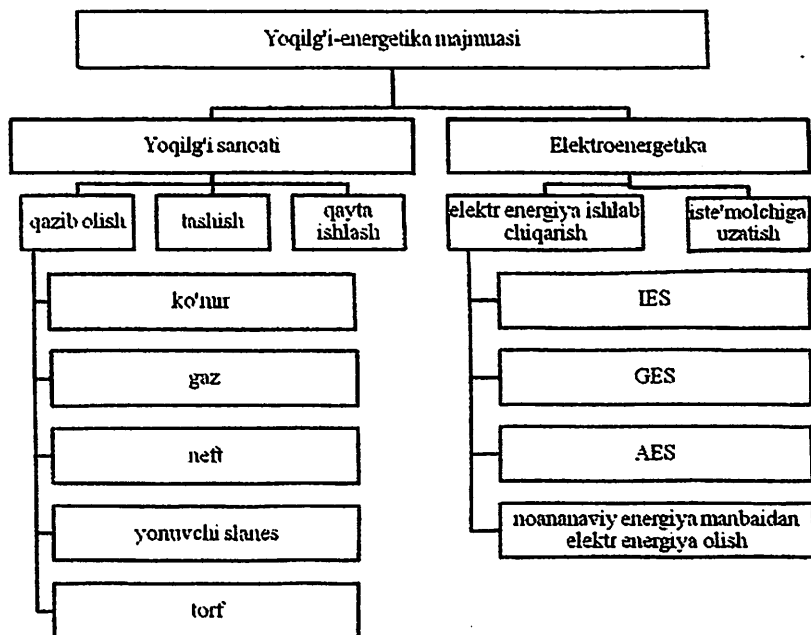 Yoqilg'i-energetika majmuasi
Yoqilg'i sanoati
Elektroenergetika
qazib olish
tashish
qayta
ishlash
elektr energiya ishlab
chiqarish
iste'molchiga
uzatish
ko'nur
gaz
neft
yonuvchi slanes
torf
IES
GES
AES
noananaviy energiya manbaidan
elektr energiya olish